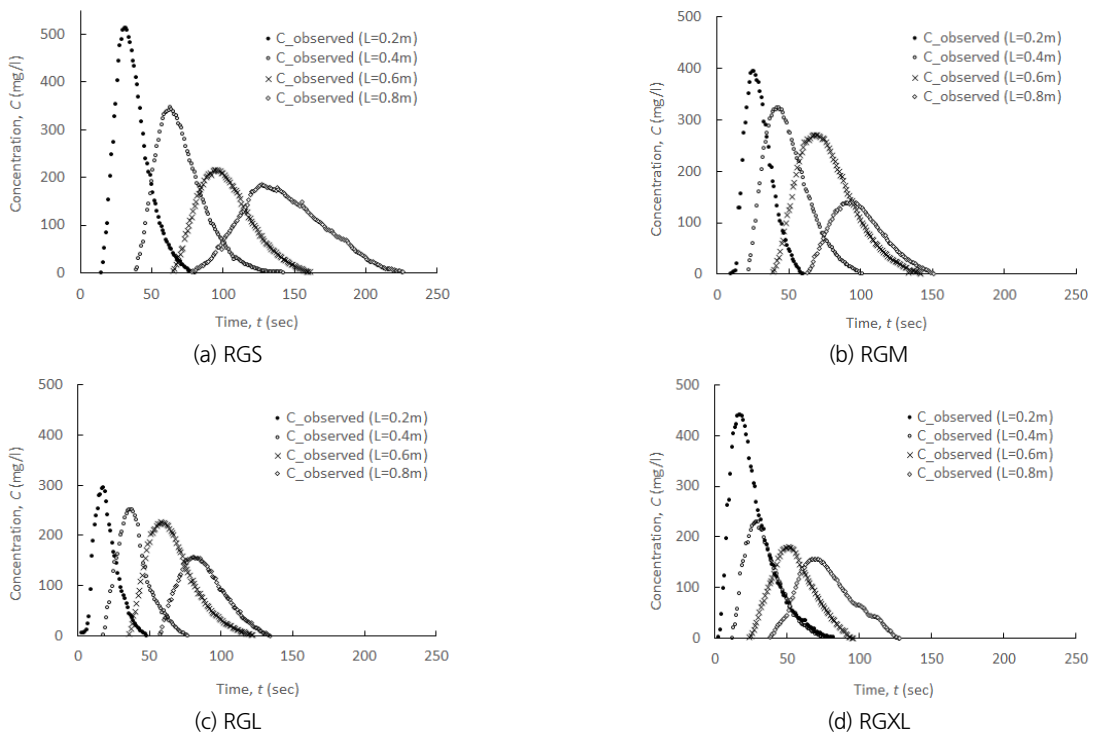 500
400
300
200
100
0
Concentration, C (mg/l)
C_observed (L=0.2m)
C_observed (L=0.4m)
C_observed (L=0.6m)
C_observed (L=0.8m)
0 50 100 150 200 250
Time, t (sec)
(a) RGS
500
400
300
200
100
0
Concentration, C (mg/l)
C_observed (L=0.2m)
C_observed (L=0.4m)
C_observed (L=0.6m)
C_observed (L=0.8m)
0 50 100 150 200 250
Time, t (sec)
(b) RGM
500
400
300
200
100
0
Concentration, C (mg/l)
C_observed (L=0.2m)
C_observed (L=0.4m)
C_observed (L=0.6m)
C_observed (L=0.8m)
0 50 100 150 200 250
Time, t (sec)
(c) RGL
500
400
300
200
100
0
Concentration, C (mg/l)
C_observed (L=0.2m)
C_observed (L=0.4m)
C_observed (L=0.6m)
C_observed (L=0.8m)
0 50 100 150 200 250
Time, t (sec)
(d) RGXL